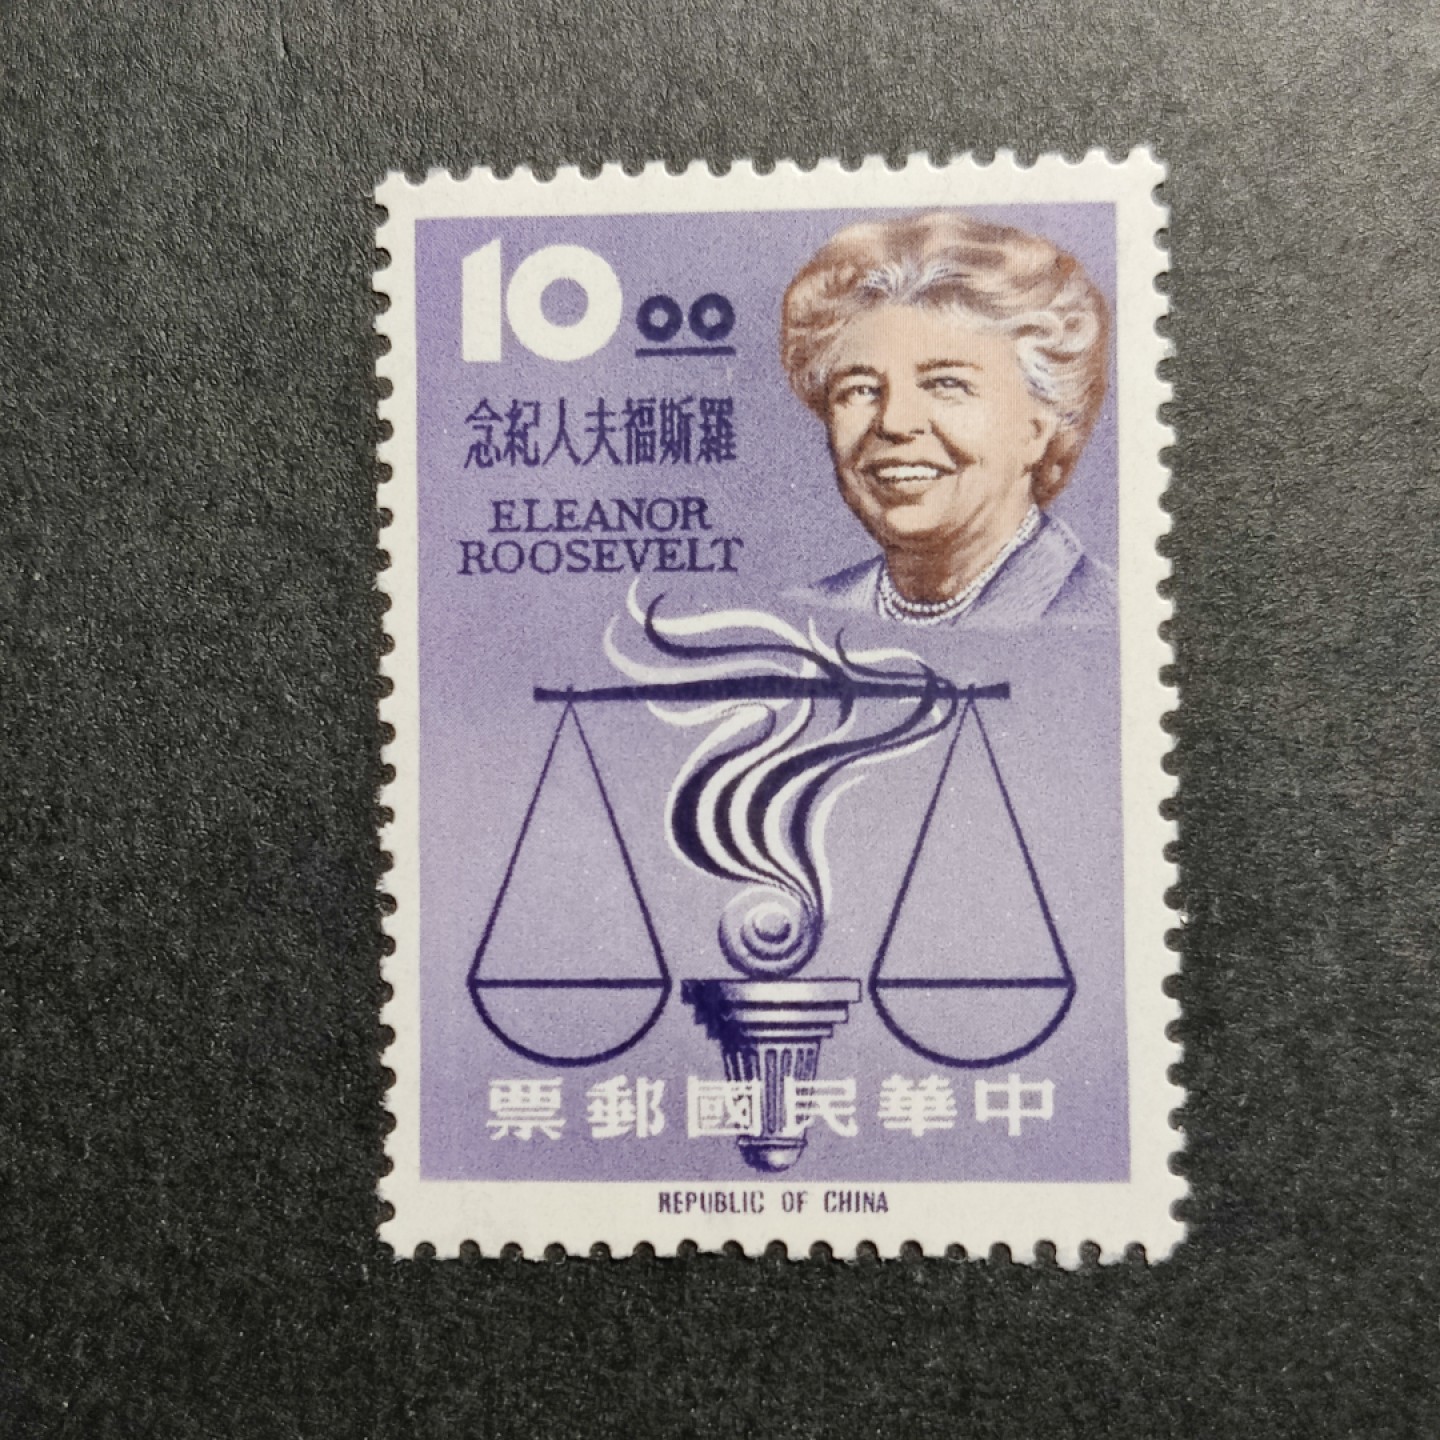 10 00
羅斯福夫人紀念
ELEANOR
ROOSEVELT
中華民國郵票
REPUBLIC OF CHINA